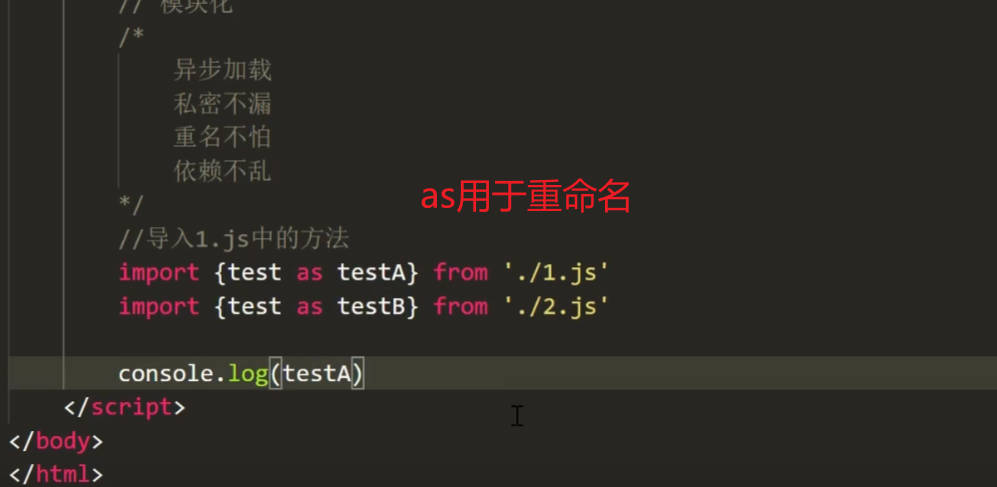 // 模块化
/*
异步加载
私密不漏
重名不怕
依赖不乱
*/
as用于重命名
//导入1.js中的方法
import {test as testA} from './1.js'
import {test as testB} from './2.js'
console.log(testA)
</script>
</body>
</html>